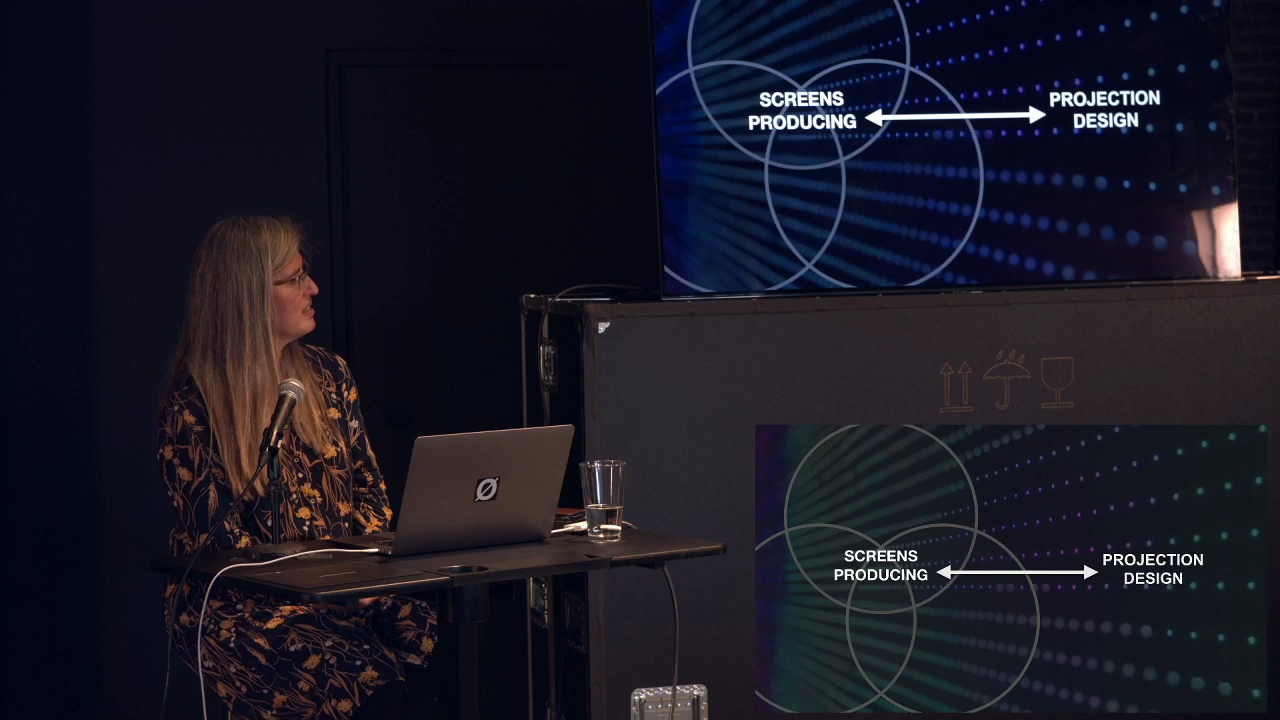 SCREENS
PRODUCING
PROJECTION
DESIGN
SCREENS
PRODUCING
PROJECTION
DESIGN